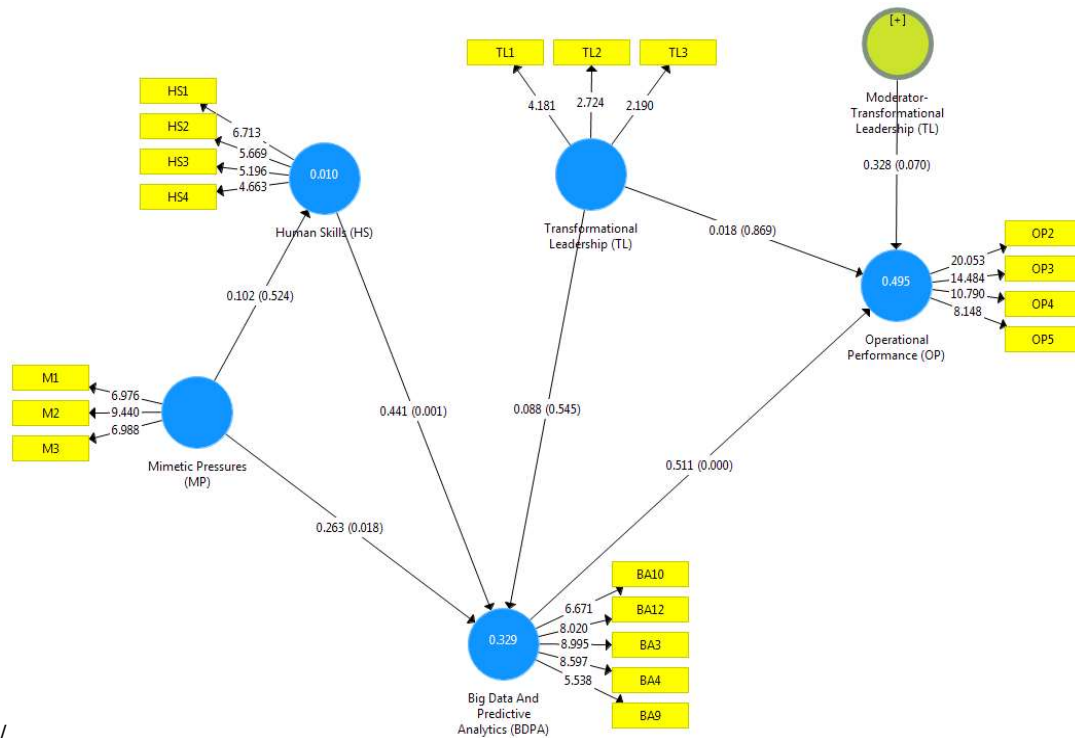 [+]
TL1
TL2
TL3
4.181
2.724
2.190
Moderator-
Transformational
Leadership (TL)
0.328 (0.070)
HS1
HS2
HS3
HS4
6.713
5.669
5.196
4.663
0.010
Human Skills (HS)
Transformational
Leadership (TL)
0.018 (0.869)
0.495
Operational
Performance (OP)
20.053
14.484
10.790
8.148
OP2
OP3
OP4
OP5
0.102 (0.524)
M1
M2
M3
6.976
9.440
6.988
Mimetic Pressures
(MP)
0.441 (0.001)
0.088 (0.545)
0.511 (0.000)
0.263 (0.018)
0.329
Big Data And
Predictive
Analytics (BDPA)
6.671
8.020
8.995
8.597
5.538
BA10
BA12
BA3
BA4
BA9
/